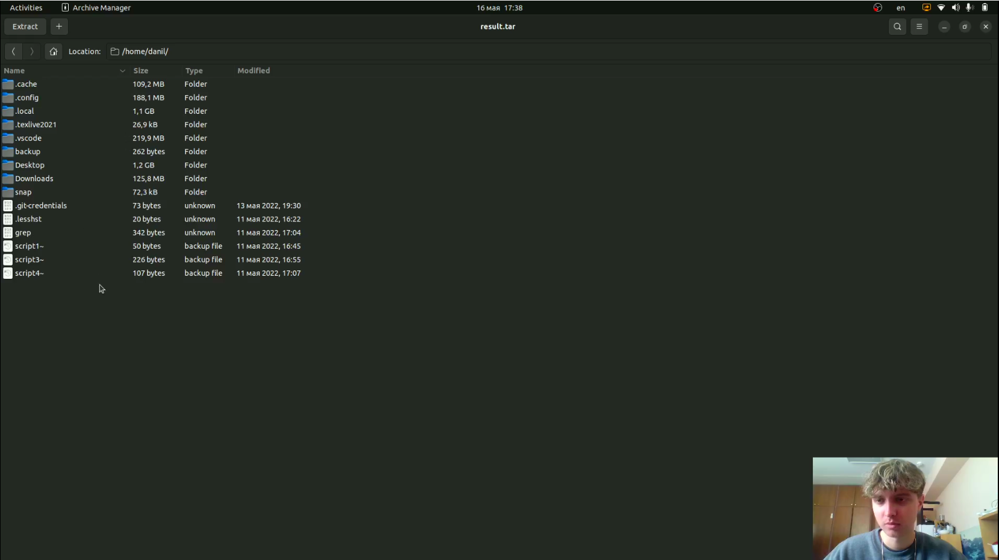 Activities Archive Manager 16 мая 17:38 en
Extract + result.tar
Location: /home/danil/
Name Size Type Modified
.cache 109,2 MB Folder
.config 188,1 MB Folder
.local 1,1 GB Folder
.texlive2021 26,9 kB Folder
.vscode 219,9 MB Folder
backup 262 bytes Folder
Desktop 1,2 GB Folder
Downloads 125,8 MB Folder
snap 72,3 kB Folder
.git-credentials 73 bytes unknown 13 мая 2022, 19:30
.lesshst 20 bytes unknown 11 мая 2022, 16:22
grep 342 bytes unknown 11 мая 2022, 17:04
script1~ 50 bytes backup file 11 мая 2022, 16:45
script3~ 226 bytes backup file 11 мая 2022, 16:55
script4~ 107 bytes backup file 11 мая 2022, 17:07